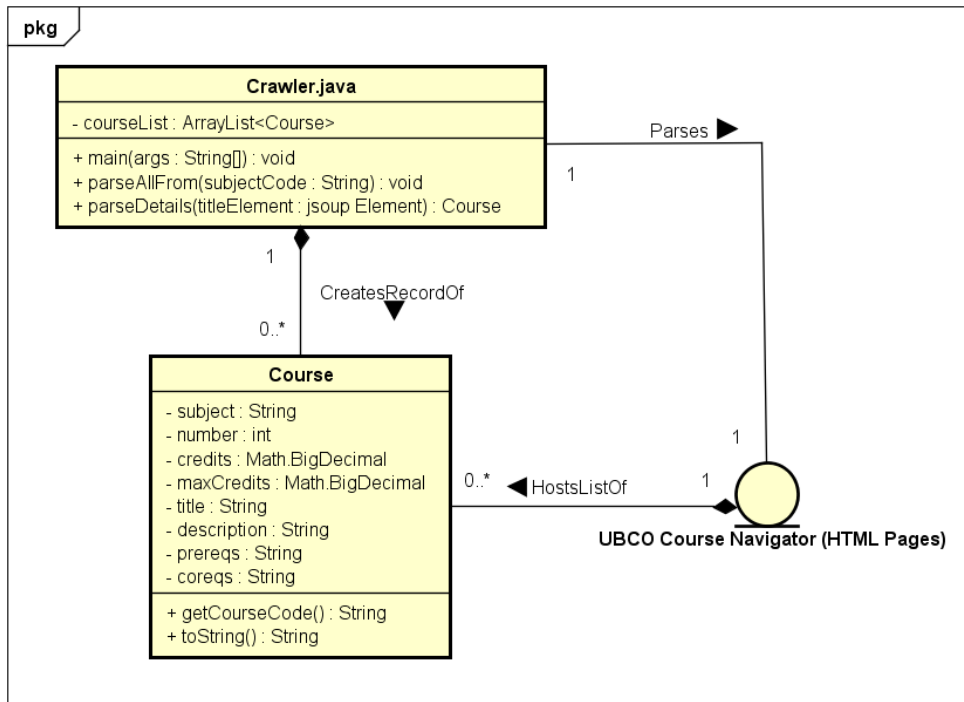 pkg
Crawler.java
- courseList : ArrayList<Course>
+ main(args : String[]) : void
+ parseAllFrom(subjectCode : String) : void
+ parseDetails(titleElement : jsoup Element) : Course
Parses
1
1
CreatesRecordOf
0..*
Course
- subject : String
- number : int
- credits : Math.BigDecimal
- maxCredits : Math.BigDecimal
- title : String
- description : String
- prereqs : String
- coreqs : String
+ getCourseCode() : String
+ toString() : String
1
0..*
HostsListOf
1
UBCO Course Navigator (HTML Pages)